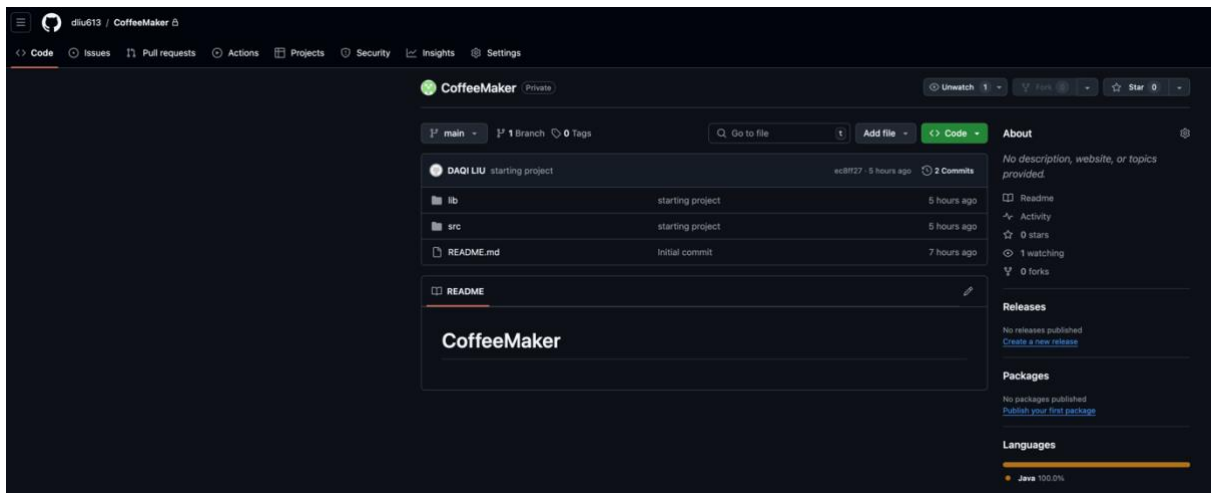 dliu613 / CoffeeMaker
Code Issues Pull requests Actions Projects Security Insights Settings
CoffeeMaker Private Unwatch 1 Fork 0 Star 0
main 1 Branch 0 Tags Go to file t Add file Code
DAQI LIU starting project ec8ff27 · 5 hours ago 2 Commits
lib starting project 5 hours ago
src starting project 5 hours ago
README.md Initial commit 7 hours ago
README
CoffeeMaker
About
No description, website, or topics
provided.
Readme
Activity
0 stars
1 watching
0 forks
Releases
No releases published
Create a new release
Packages
No packages published
Publish your first package
Languages
Java 100.0%